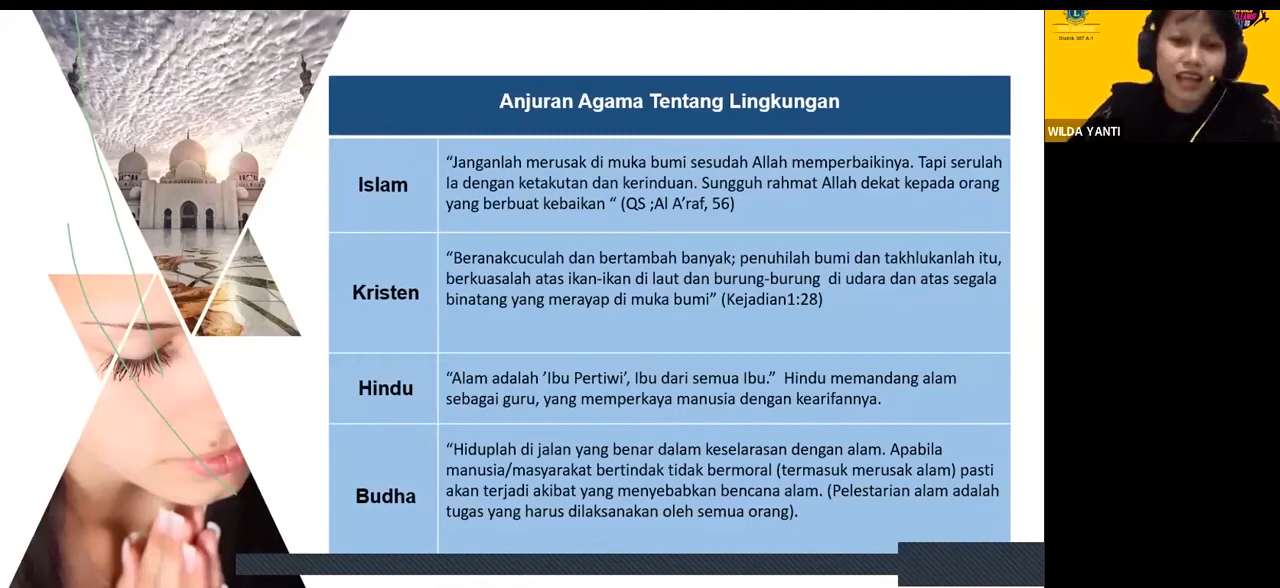 Anjuran Agama Tentang Lingkungan
Islam
“Janganlah merusak di muka bumi sesudah Allah memperbaikinya. Tapi serulah
Ia dengan ketakutan dan kerinduan. Sungguh rahmat Allah dekat kepada orang
yang berbuat kebaikan “ (QS ;Al A’raf, 56)
Kristen
“Beranakcuculah dan bertambah banyak; penuhilah bumi dan takhlukanlah itu,
berkuasalah atas ikan-ikan di laut dan burung-burung di udara dan atas segala
binatang yang merayap di muka bumi” (Kejadian1:28)
Hindu
“Alam adalah ’Ibu Pertiwi’, Ibu dari semua Ibu.” Hindu memandang alam
sebagai guru, yang memperkaya manusia dengan kearifannya.
Budha
“Hiduplah di jalan yang benar dalam keselarasan dengan alam. Apabila
manusia/masyarakat bertindak tidak bermoral (termasuk merusak alam) pasti
akan terjadi akibat yang menyebabkan bencana alam. (Pelestarian alam adalah
tugas yang harus dilaksanakan oleh semua orang).
Distrik 307 A-1
CLEANUP
WILDA YANTI